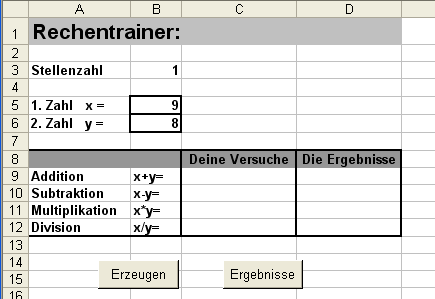 A B C D
1 Rechentrainer:
2
3 Stellenzahl 1
4
5 1. Zahl x = 9
6 2. Zahl y = 8
7
8 Deine Versuche Die Ergebnisse
9 Addition x+y=
10 Subtraktion x-y=
11 Multiplikation x*y=
12 Division x/y=
13
14
15 Erzeugen Ergebnisse
16